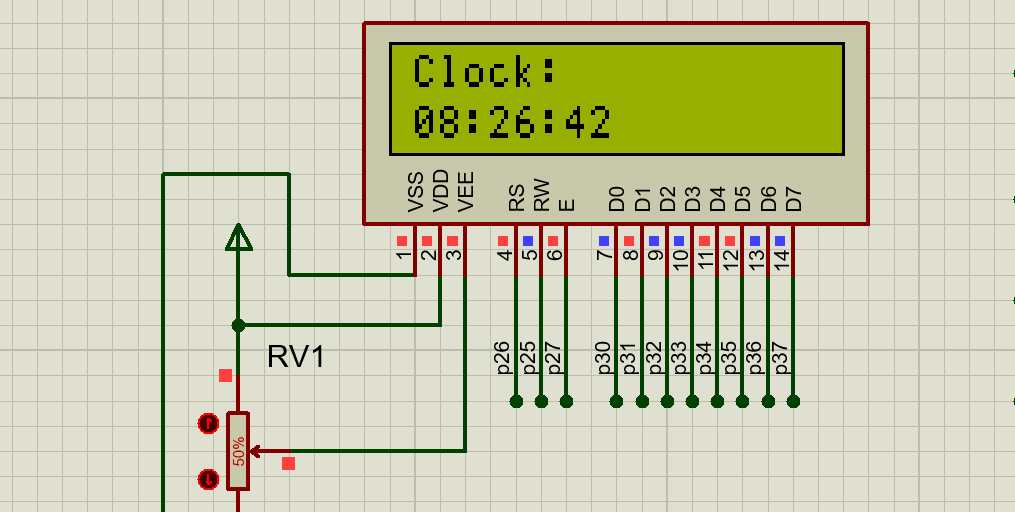 Clock:
08:26:42
VSS VDD VEE RS RW E D0 D1 D2 D3 D4 D5 D6 D7
1 2 3 4 5 6 7 8 9 10 11 12 13 14
p26 p25 p27 p30 p31 p32 p33 p34 p35 p36 p37
RV1
50%